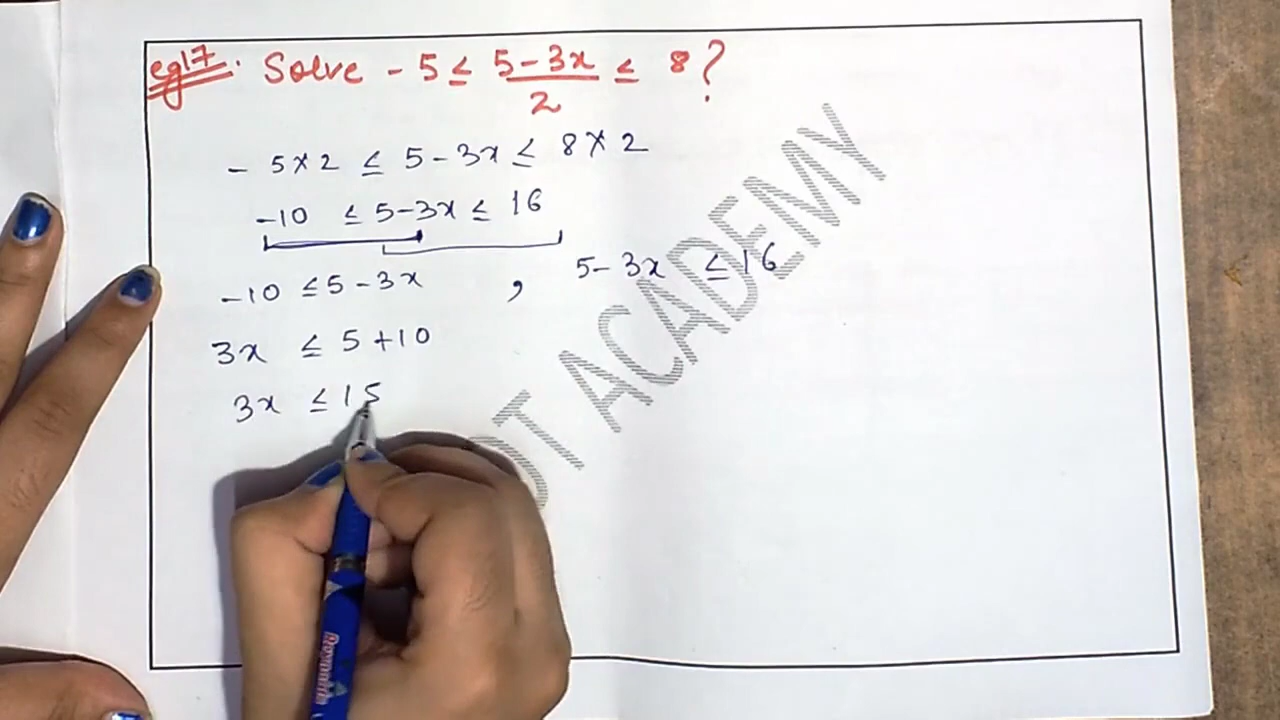 eg17. Solve - 5 ≤ 5-3x/2 ≤ 8?
- 5×2 ≤ 5-3x ≤ 8×2
-10 ≤ 5-3x ≤ 16
-10 ≤ 5-3x , 5-3x ≤ 16
3x ≤ 5+10
3x ≤ 15
ACADEMY
Reynolds